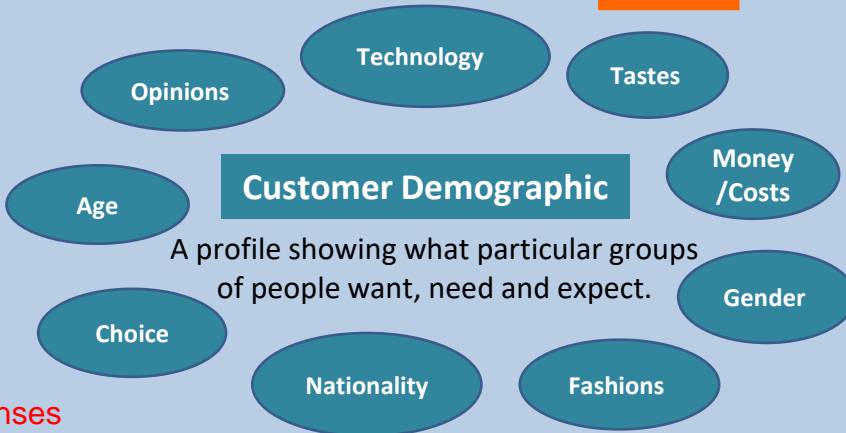 Technology
Opinions
Tastes
Money
/Costs
Customer Demographic
Age
A profile showing what particular groups
of people want, need and expect.
Gender
Choice
Nationality
Fashions